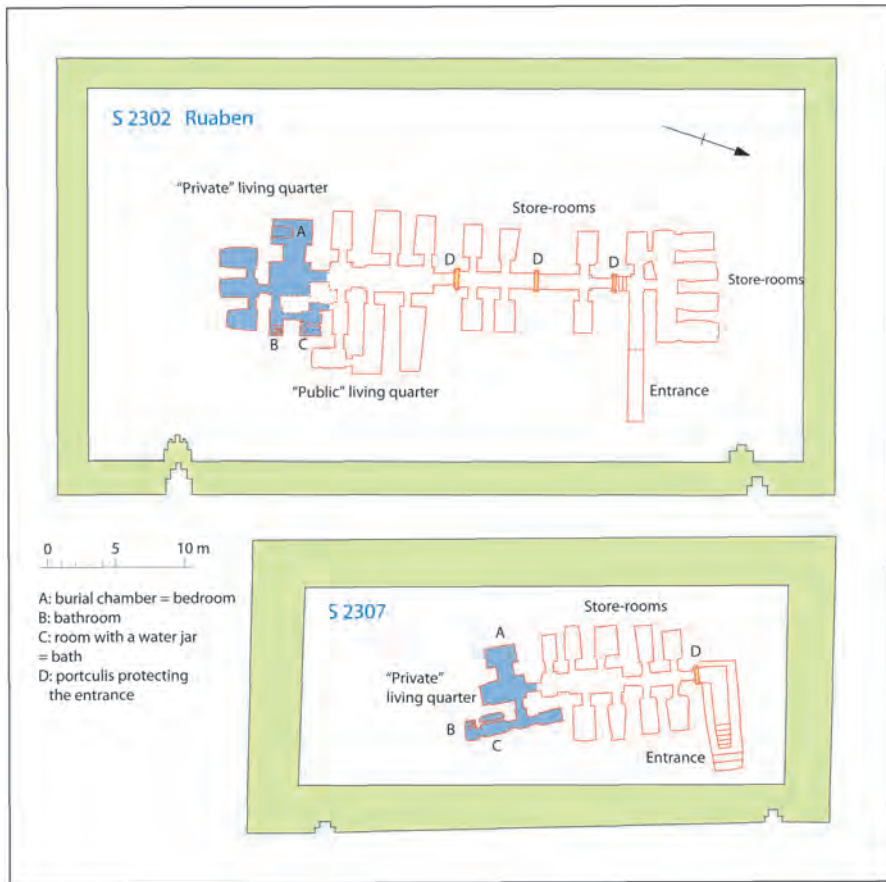 S 2302 Ruaben
"Private" living quarter
A
Store-rooms
D
D
D
Store-rooms
B
C
"Public" living quarter
Entrance
0 5 10 m
A: burial chamber = bedroom
B: bathroom
C: room with a water jar
= bath
D: portculis protecting
the entrance
S 2307
Store-rooms
A
D
"Private"
living quarter
B
C
Entrance